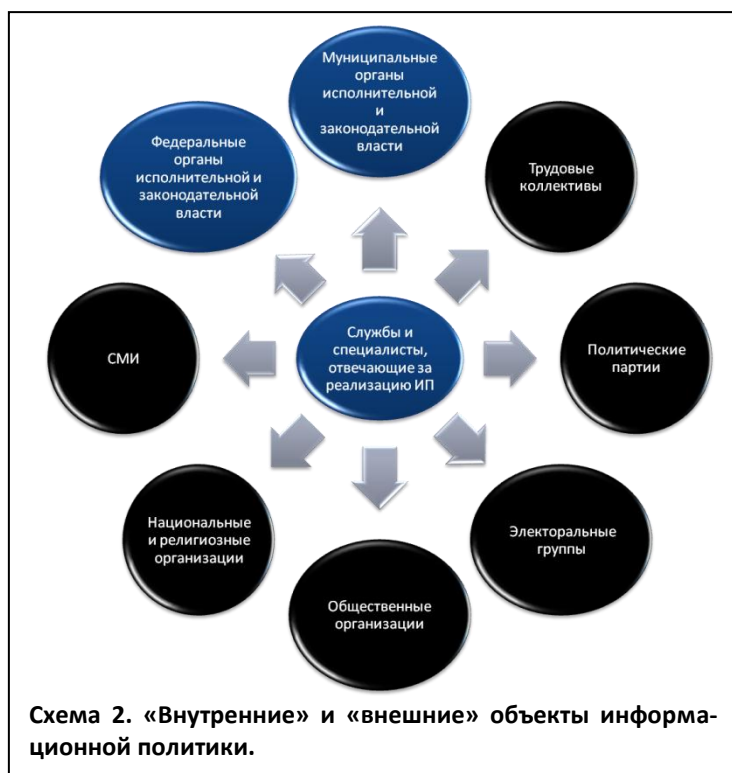 Муниципальные
органы
исполнительной
и
законодательной
власти
Федеральные
органы
исполнительной и
законодательной
власти
Трудовые
коллективы
СМИ
Службы и
специалисты,
отвечающие за
реализацию ИП
Политические
партии
Национальные
и религиозные
организации
Электоральные
группы
Общественные
организации
Схема 2. «Внутренние» и «внешние» объекты информа-
ционной политики.